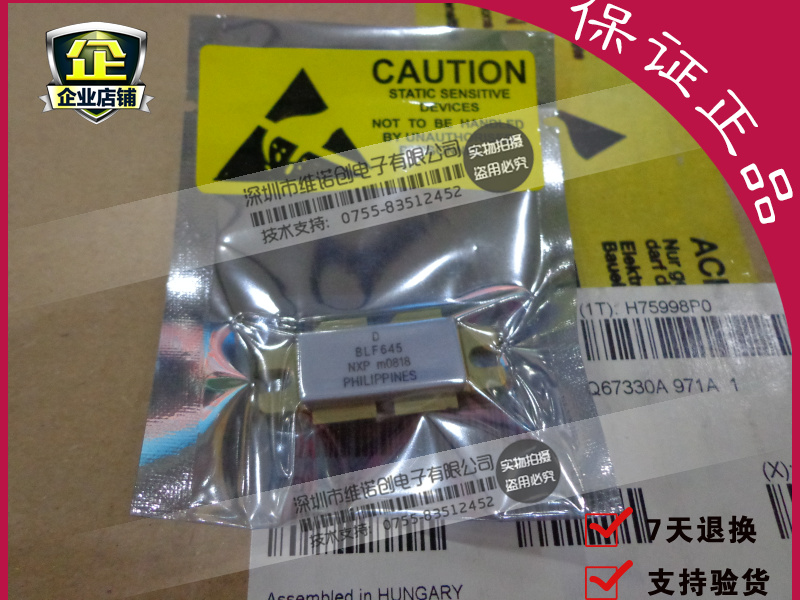 企
企业店铺
保证正品
CAUTION
STATIC SENSITIVE
DEVICES
NOT TO BE HANDLED
实物拍摄
盗用必究
深圳市维诺创电子有限公司
技术支持: 0755-83512452
Nur
darf d
Elekt
Baue
(1T): H75998P0
Q67330A 971A 1
D
BLF645
NXP m0818
PHILIPPINES
(X)
实物拍摄
盗用必究
深圳市维诺创电子有限公司
技术支持: 0755-83512452
7天退换
支持验货
Assembled in HUNGARY